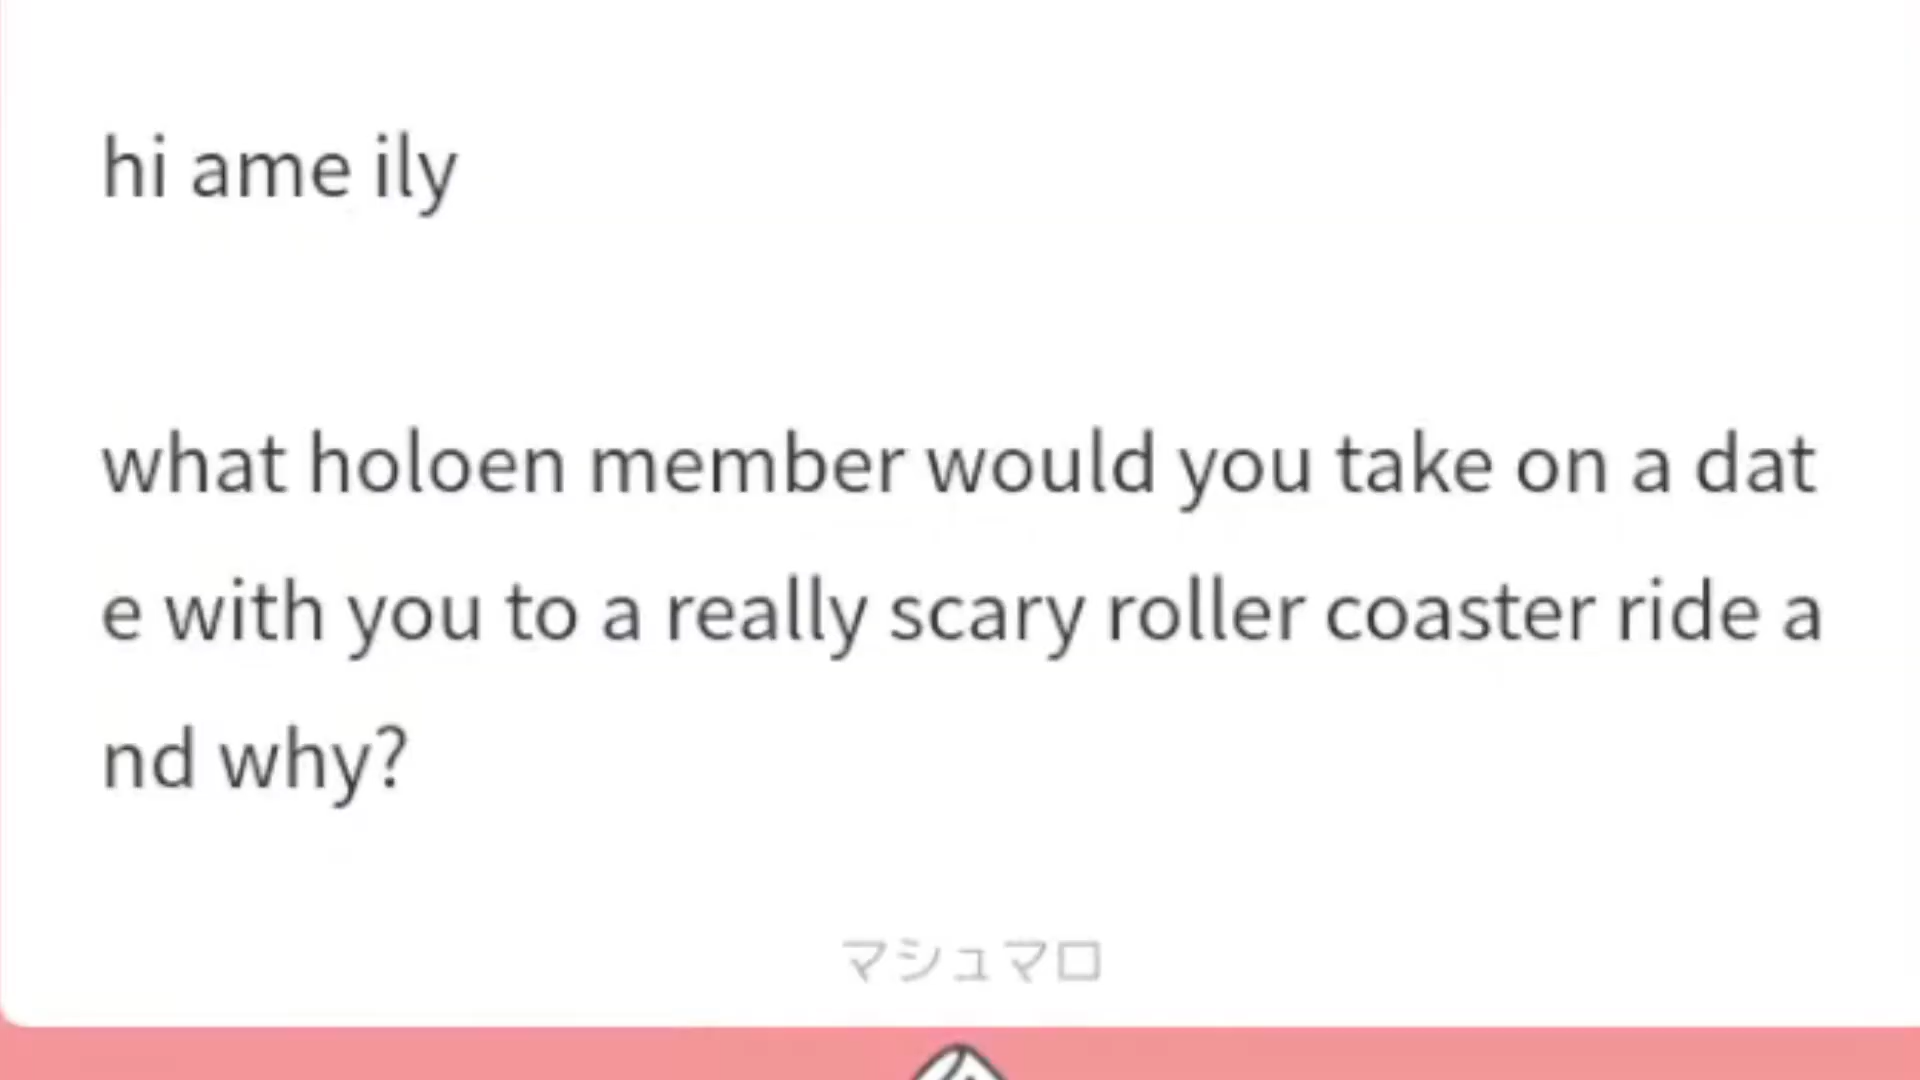 hi ame ily
what holoen member would you take on a dat
e with you to a really scary roller coaster ride a
nd why?
マシュマロ